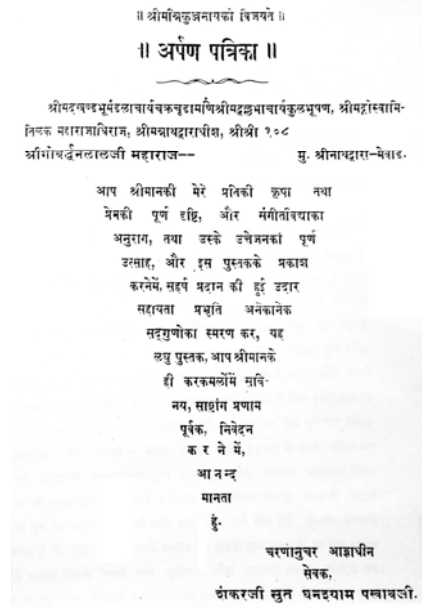 ॥ श्रीमन्निकुञ्जनायको विजयते ॥
॥ अर्पण पत्रिका ॥
श्रीमदखण्डभूमंडलाचार्यचक्रचूडामणिश्रीमद्वल्लभाचार्यकुलभूषण, श्रीमद्गोस्वामि-
तिलक महाराजाधिराज, श्रीमन्नाथद्वाराधीश, श्रीश्री १०८
श्रीगोबर्द्धनलालजी महाराज--
मु. श्रीनाथद्वारा-मेवाड.
आप श्रीमानकी मेरे प्रतिकी कृपा तथा
प्रेमकी पूर्ण दृष्टि, और संगीतविद्याका
अनुराग, तथा उस्के उत्तेजनका पूर्ण
उत्साह, और इस पुस्तकके प्रकाश
करनेमें, सहर्ष प्रदान की हुई उदार
सहायता प्रभृति अनेकानेक
सद्गुणोका स्मरण कर, यह
लघु पुस्तक, आप श्रीमानके
ही करकमलोंमें सवि-
नय, साष्टांग प्रणाम
पूर्वक, निवेदन
क र ने में,
आ न न्द
मानता
हुं.
चरणानुचर आज्ञाधीन
सेवक,
शंकरजी सुत घनश्याम पखावजी.